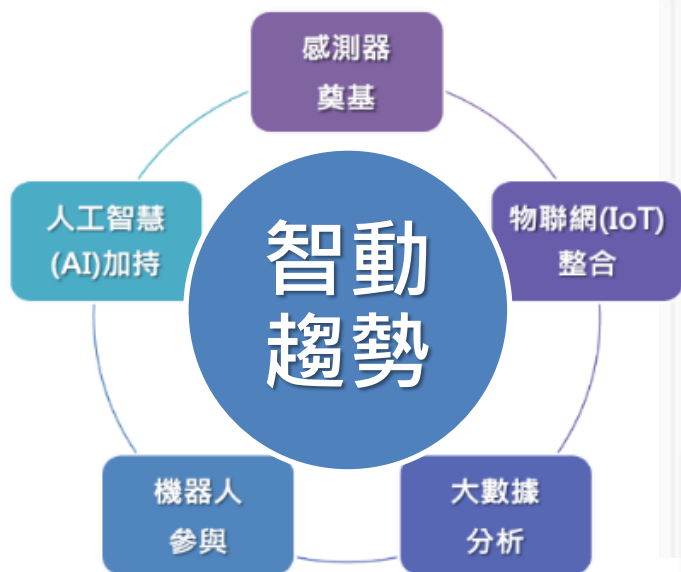 感測器
奠基
人工智慧
(AI)加持
物聯網(IoT)
整合
智動
趨勢
機器人
參與
大數據
分析